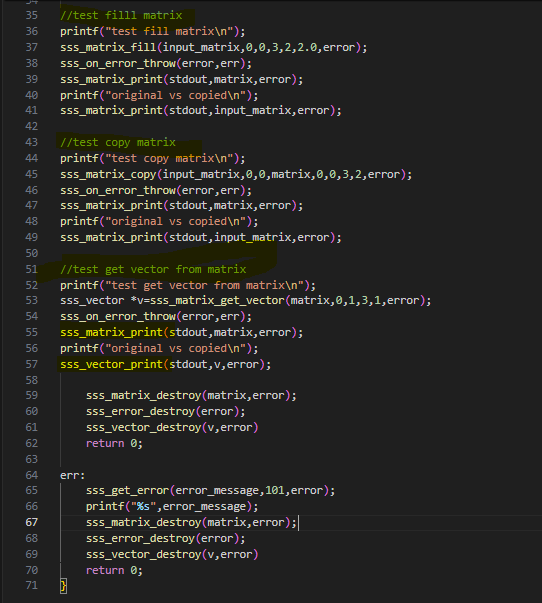 34
35 //test filll matrix
36 printf("test fill matrix\n");
37 sss_matrix_fill(input_matrix,0,0,3,2,2.0,error);
38 sss_on_error_throw(error,err);
39 sss_matrix_print(stdout,matrix,error);
40 printf("original vs copied\n");
41 sss_matrix_print(stdout,input_matrix,error);
42
43 //test copy matrix
44 printf("test copy matrix\n");
45 sss_matrix_copy(input_matrix,0,0,matrix,0,0,3,2,error);
46 sss_on_error_throw(error,err);
47 sss_matrix_print(stdout,matrix,error);
48 printf("original vs copied\n");
49 sss_matrix_print(stdout,input_matrix,error);
50
51 //test get vector from matrix
52 printf("test get vector from matrix\n");
53 sss_vector *v=sss_matrix_get_vector(matrix,0,1,3,1,error);
54 sss_on_error_throw(error,err);
55 sss_matrix_print(stdout,matrix,error);
56 printf("original vs copied\n");
57 sss_vector_print(stdout,v,error);
58
59 sss_matrix_destroy(matrix,error);
60 sss_error_destroy(error);
61 sss_vector_destroy(v,error)
62 return 0;
63
64 err:
65 sss_get_error(error_message,101,error);
66 printf("%s",error_message);
67 sss_matrix_destroy(matrix,error);
68 sss_error_destroy(error);
69 sss_vector_destroy(v,error)
70 return 0;
71 }